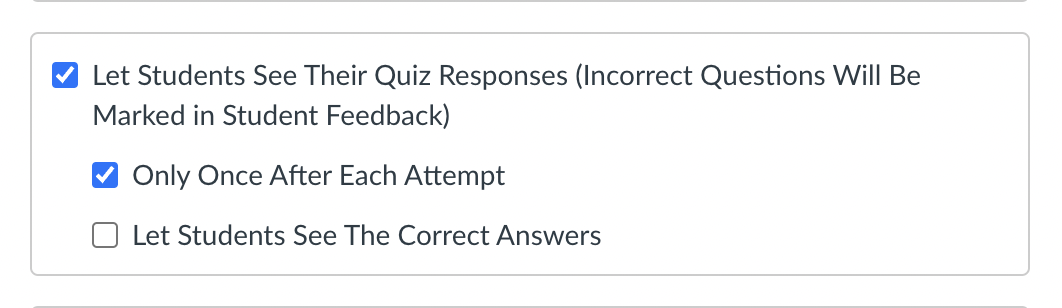 Let Students See Their Quiz Responses (Incorrect Questions Will Be
Marked in Student Feedback)
Only Once After Each Attempt
Let Students See The Correct Answers